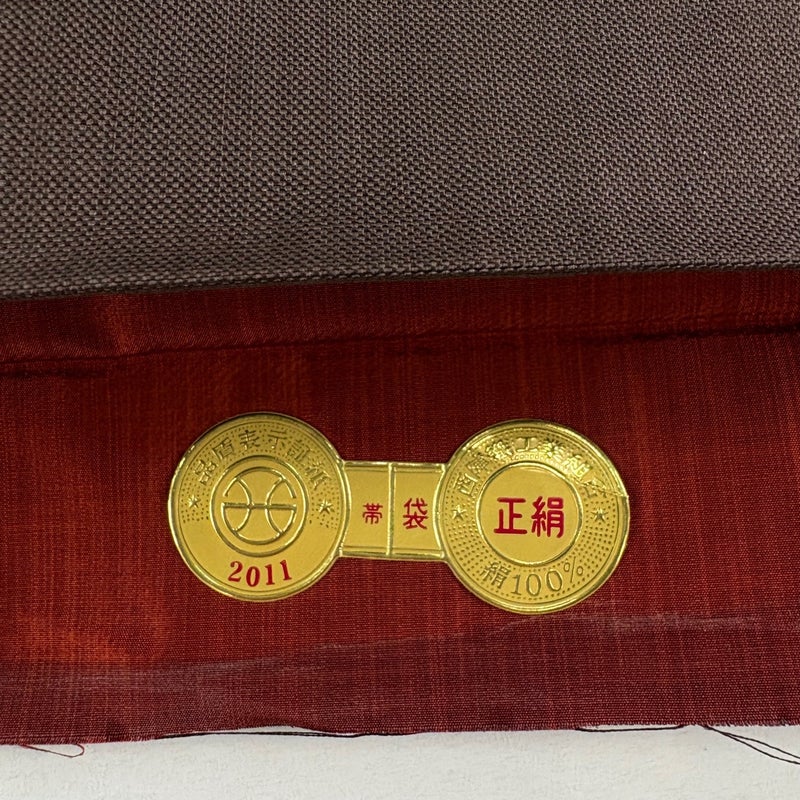 品質表示証紙
2011
帯 袋
西陣織工業組合
正絹
絹100%